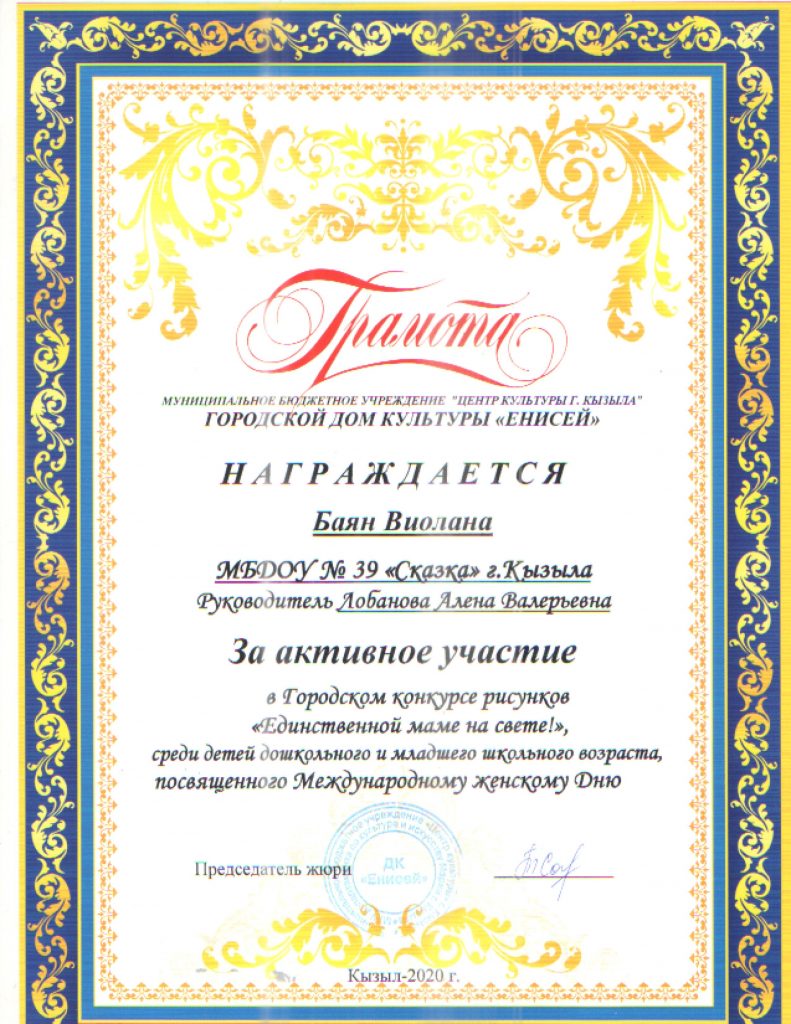 Грамота
МУНИЦИПАЛЬНОЕ БЮДЖЕТНОЕ УЧРЕЖДЕНИЕ "ЦЕНТР КУЛЬТУРЫ Г. КЫЗЫЛА"
ГОРОДСКОЙ ДОМ КУЛЬТУРЫ «ЕНИСЕЙ»
НАГРАЖДАЕТСЯ
Баян Виолана
МБДОУ № 39 «Сказка» г.Кызыла
Руководитель Лобанова Алена Валерьевна
За активное участие
в Городском конкурсе рисунков
«Единственной маме на свете!»,
среди детей дошкольного и младшего школьного возраста,
посвященного Международному женскому Дню
Председатель жюри
ДК
«Енисей»
Кызыл-2020 г.